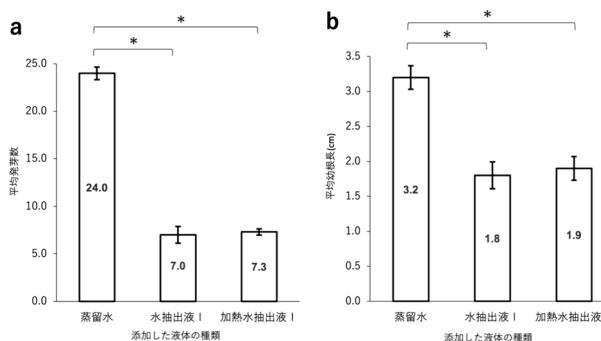 a
*
*
平均発芽数
25.0
20.0
15.0
10.0
5.0
0.0
24.0
7.0
7.3
蒸留水
水抽出液Ⅰ
加熱水抽出液Ⅰ
添加した液体の種類
b
*
*
平均幼根長(cm)
3.5
3.0
2.5
2.0
1.5
1.0
0.5
0.0
3.2
1.8
1.9
蒸留水
水抽出液Ⅰ
加熱水抽出液
添加した液体の種類